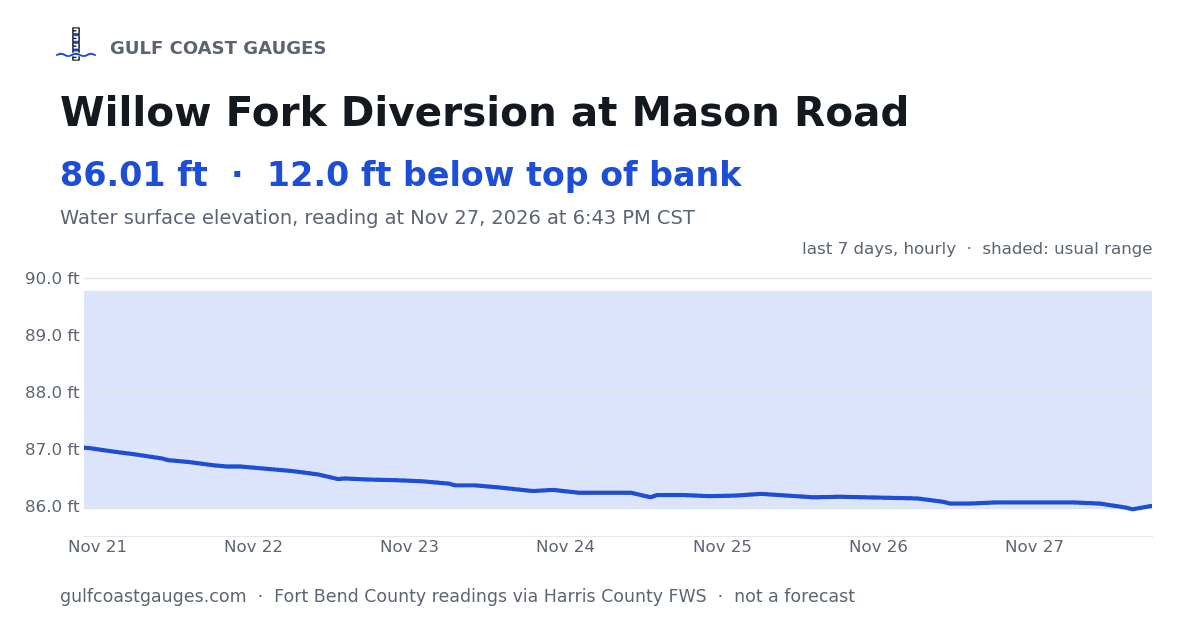 GULF COAST GAUGES
Willow Fork Diversion at Mason Road
86.01 ft · 12.0 ft below top of bank
Water surface elevation, reading at Nov 27, 2026 at 6:43 PM CST
last 7 days, hourly · shaded: usual range
90.0 ft
89.0 ft
88.0 ft
87.0 ft
86.0 ft
Nov 21 Nov 22 Nov 23 Nov 24 Nov 25 Nov 26 Nov 27
gulfcoastgauges.com · Fort Bend County readings via Harris County FWS · not a forecast